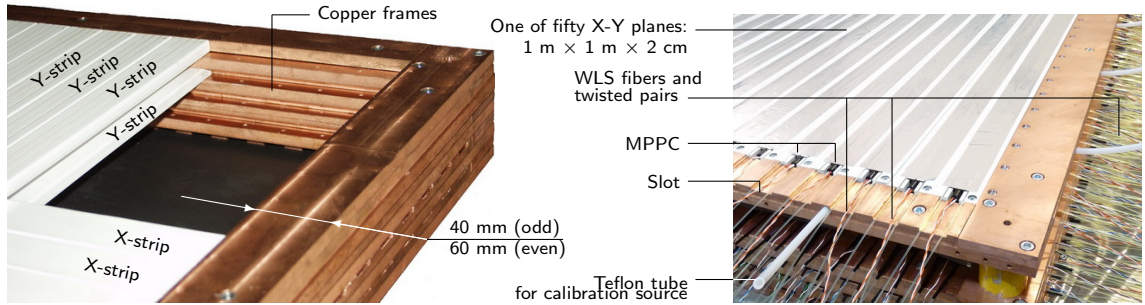 Copper frames
Y-strip
Y-strip
Y-strip
Y-strip
X-strip
X-strip
40 mm (odd)
60 mm (even)
One of fifty X-Y planes:
1 m × 1 m × 2 cm
WLS fibers and
twisted pairs
MPPC
Slot
Teflon tube
for calibration source